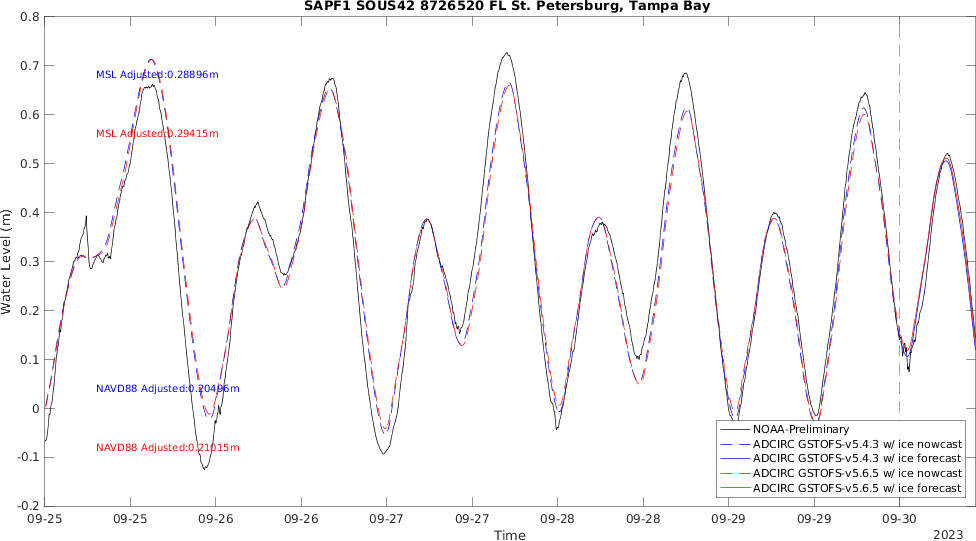 SAPF1 SOUS42 8726520 FL St. Petersburg, Tampa Bay
0.8
0.7
0.6
0.5
0.4
0.3
0.2
0.1
0
-0.1
-0.2
Water Level (m)
MSL Adjusted:0.28896m
MSL Adjusted:0.29415m
NAVD88 Adjusted:0.20496m
NAVD88 Adjusted:0.21015m
NOAA-Preliminary
ADCIRC GSTOFS-v5.4.3 w/ ice nowcast
ADCIRC GSTOFS-v5.4.3 w/ ice forecast
ADCIRC GSTOFS-v5.6.5 w/ ice nowcast
ADCIRC GSTOFS-v5.6.5 w/ ice forecast
09-25 09-25 09-26 09-26 09-27 09-27 09-28 09-28 09-29 09-29 09-30
Time
2023